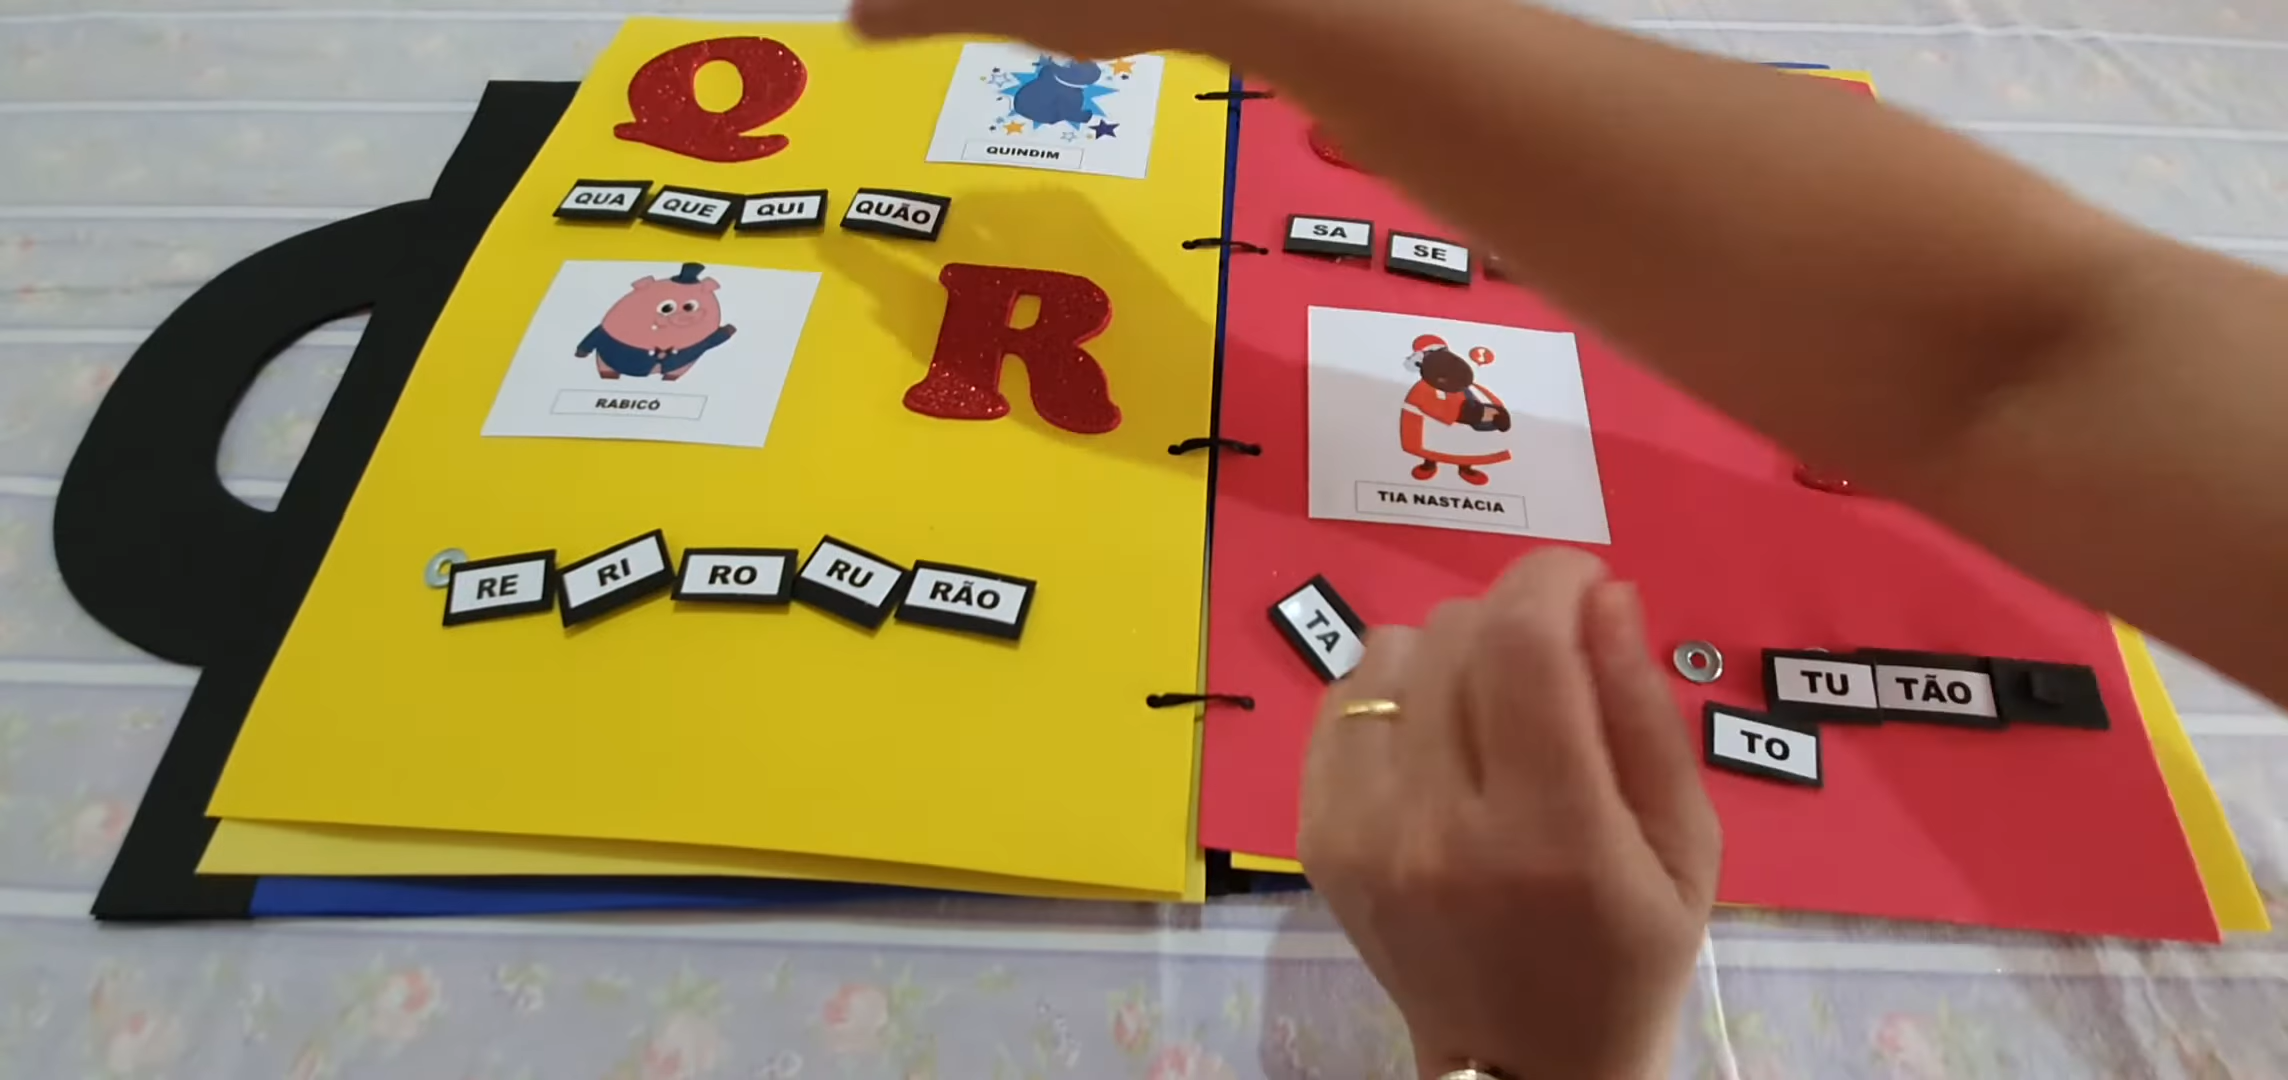 Q
QUINDIM
QUA QUE QUI QUÃO
RABICÓ
R
RE RI RO RU RÃO
SA SE
TIA NASTÁCIA
TA
TU TÃO
TO